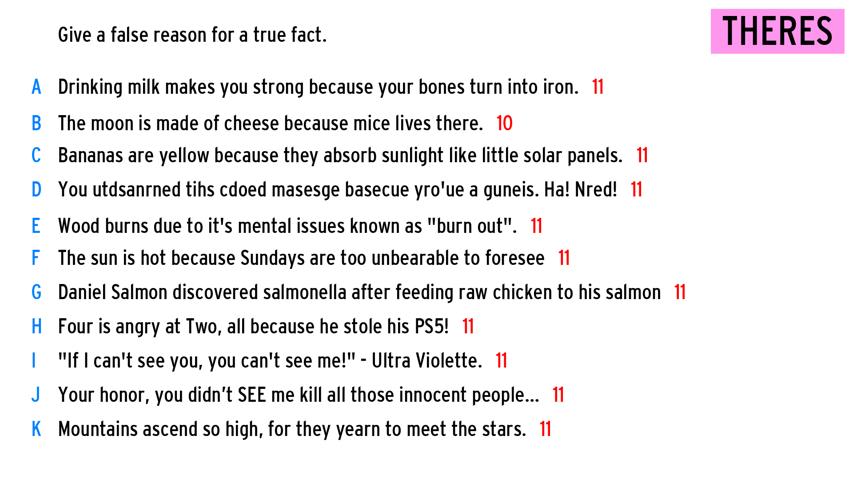 Give a false reason for a true fact.
THERES
A Drinking milk makes you strong because your bones turn into iron. 11
B The moon is made of cheese because mice lives there. 10
C Bananas are yellow because they absorb sunlight like little solar panels. 11
D You utdsanrned tihs cdoed masesge basecue yro'ue a guneis. Ha! Nred! 11
E Wood burns due to it's mental issues known as "burn out". 11
F The sun is hot because Sundays are too unbearable to foresee 11
G Daniel Salmon discovered salmonella after feeding raw chicken to his salmon 11
H Four is angry at Two, all because he stole his PS5! 11
I "If I can't see you, you can't see me!" - Ultra Violette. 11
J Your honor, you didn’t SEE me kill all those innocent people... 11
K Mountains ascend so high, for they yearn to meet the stars. 11